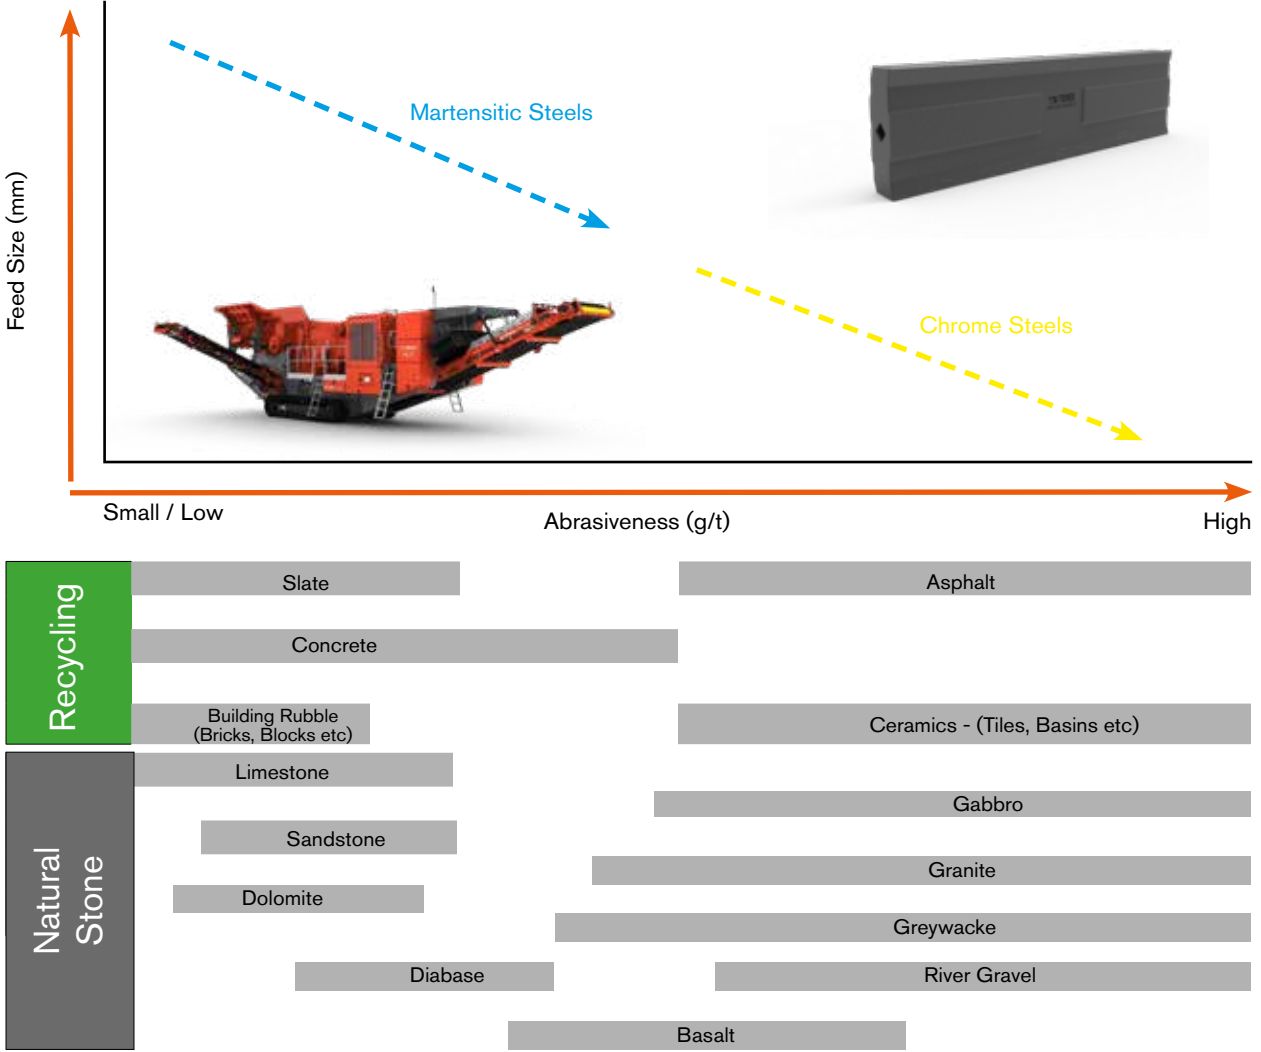 Martensitic Steels
Feed Size (mm)
Chrome Steels
Small / Low
Abrasiveness (g/t)
High
Recycling
Slate
Asphalt
Concrete
Building Rubble
(Bricks, Blocks etc)
Ceramics - (Tiles, Basins etc)
Natural
Stone
Limestone
Gabbro
Sandstone
Granite
Dolomite
Greywacke
Diabase
River Gravel
Basalt